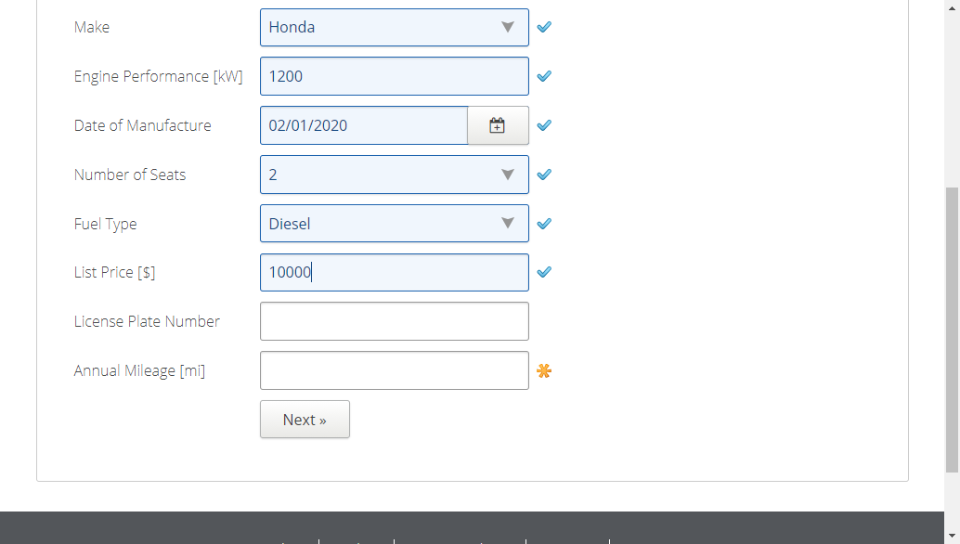 Make
Honda
Engine Performance [kW]
1200
Date of Manufacture
02/01/2020
Number of Seats
2
Fuel Type
Diesel
List Price [$]
10000
License Plate Number
Annual Mileage [mi]
Next »